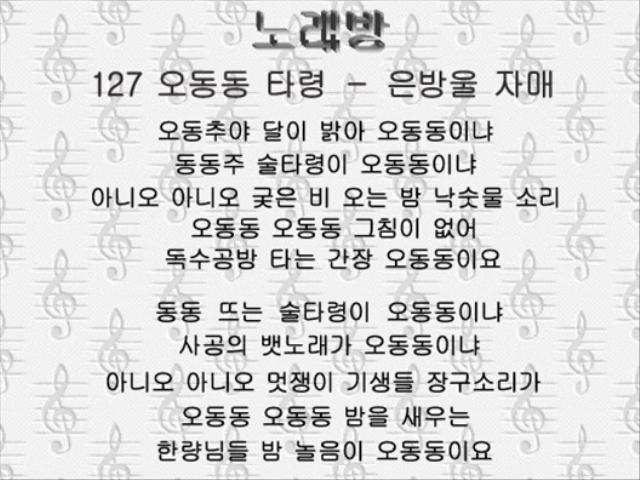 노래방
127 오동동 타령 - 은방울 자매
오동추야 달이 밝아 오동동이냐
동동주 술타령이 오동동이냐
아니오 아니오 궂은 비 오는 밤 낙숫물 소리
오동동 오동동 그침이 없어
독수공방 타는 간장 오동동이요
동동 뜨는 술타령이 오동동이냐
사공의 뱃노래가 오동동이냐
아니오 아니오 멋쟁이 기생들 장구소리가
오동동 오동동 밤을 새우는
한량님들 밤 놀음이 오동동이요